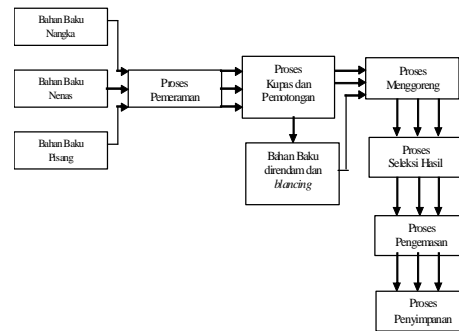 Bahan Baku
Nangka
Bahan Baku
Nenas
Bahan Baku
Pisang
Proses
Pemeraman
Proses
Kupas dan
Pemotongan
Bahan Baku
direndam dan
blancing
Proses
Menggoreng
Proses
Seleksi Hasil
Proses
Pengemasan
Proses
Penyimpanan